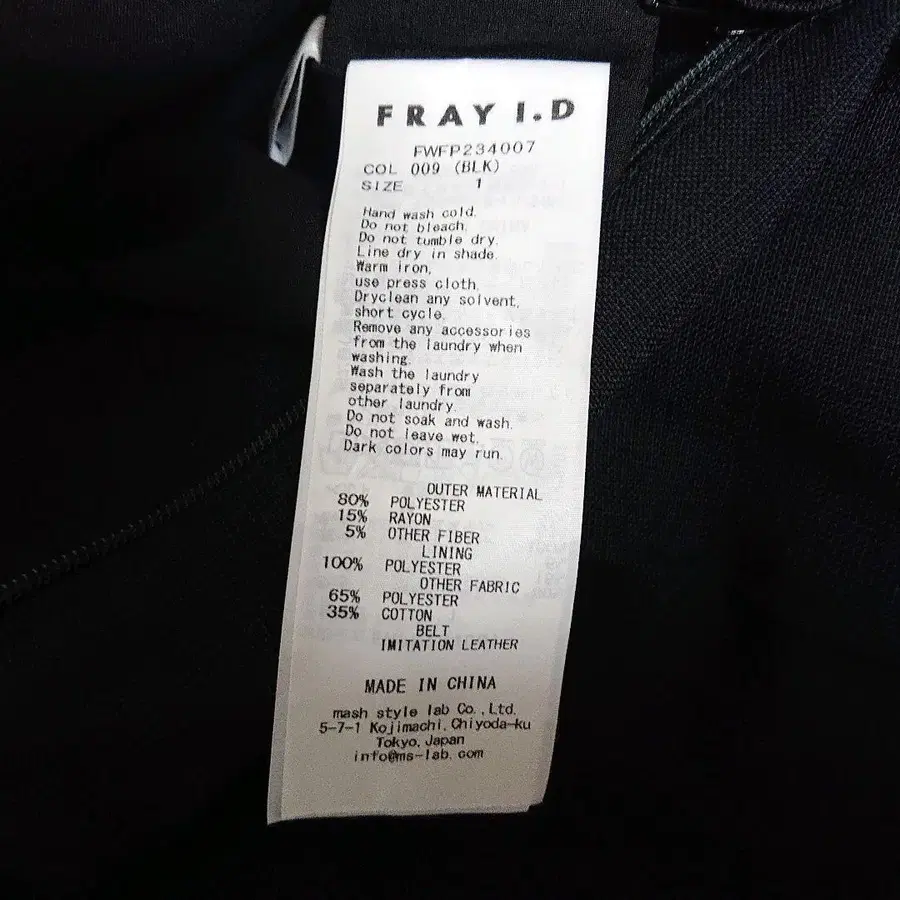 FRAY I.D
FWFP234007
COL 009 (BLK)
SIZE 1
Hand wash cold.
Do not bleach.
Do not tumble dry.
Line dry in shade.
Warm iron,
use press cloth.
Dryclean any solvent,
short cycle.
Remove any accessories
from the laundry when
washing.
Wash the laundry
separately from
other laundry.
Do not soak and wash.
Do not leave wet.
Dark colors may run.
OUTER MATERIAL
80% POLYESTER
15% RAYON
5% OTHER FIBER
LINING
100% POLYESTER
OTHER FABRIC
65% POLYESTER
35% COTTON
BELT
IMITATION LEATHER
MADE IN CHINA
mash style lab Co.,Ltd.
5-7-1 Kojimachi,Chiyoda-ku
Tokyo,Japan
info@ms-lab.com